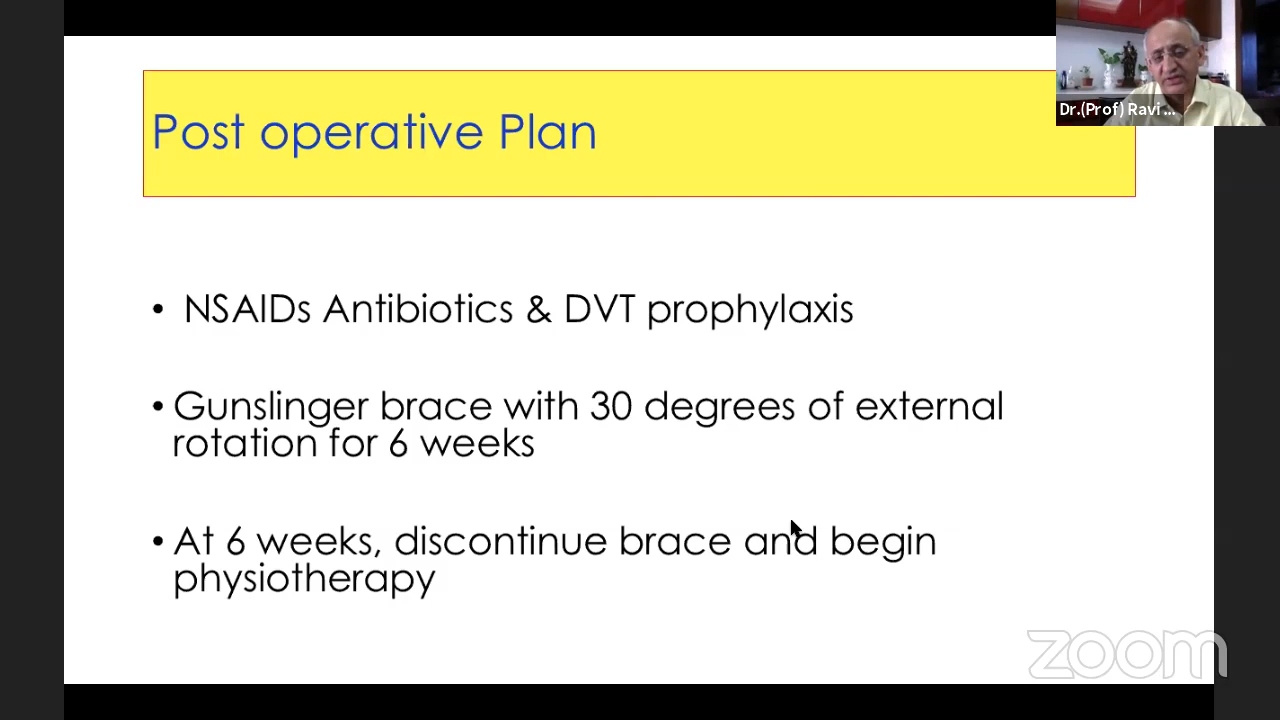 Dr.(Prof) Ravi ...
Post operative Plan
• NSAIDs Antibiotics & DVT prophylaxis
• Gunslinger brace with 30 degrees of external
rotation for 6 weeks
• At 6 weeks, discontinue brace and begin
physiotherapy
zoom